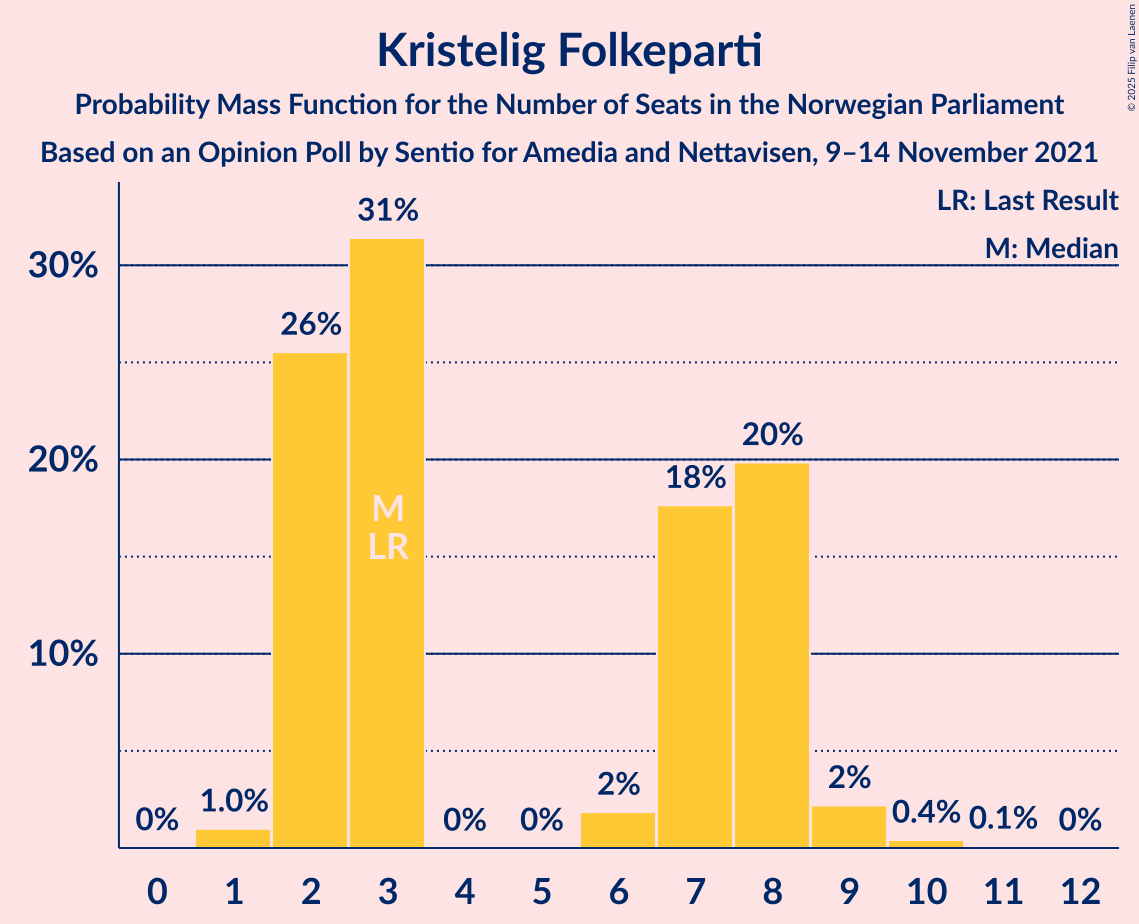 Kristelig Folkeparti
Probability Mass Function for the Number of Seats in the Norwegian Parliament
Based on an Opinion Poll by Sentio for Amedia and Nettavisen, 9–14 November 2021
© 2025 Filip van Laenen
LR: Last Result
M: Median
30%
20%
10%
0%
1.0%
26%
31%
M
LR
0%
0%
2%
18%
20%
2%
0.4%
0.1%
0%
0 1 2 3 4 5 6 7 8 9 10 11 12